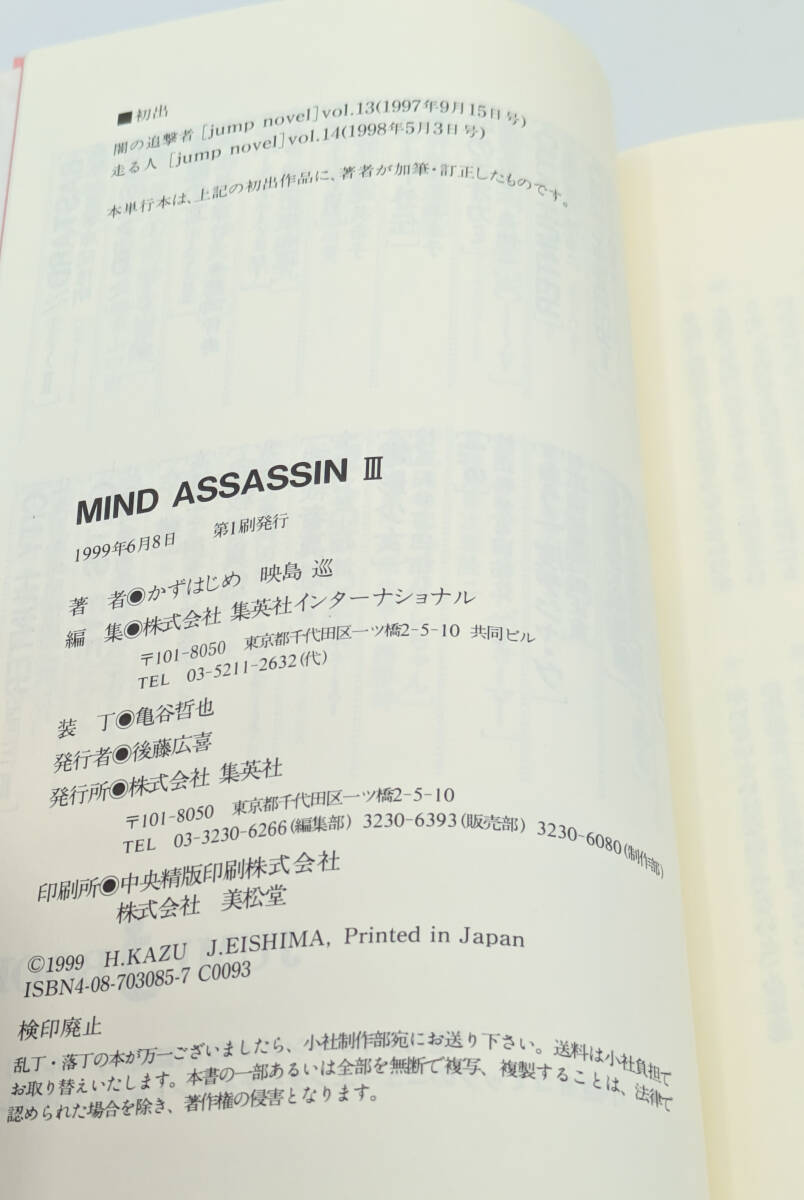 ■初出
闇の追撃者［jump novel］vol.13(1997年9月15日号)
走る人［jump novel］vol.14(1998年5月3日号)
本単行本は、上記の初出作品に、著者が加筆・訂正したものです。
MIND ASSASSIN Ⅲ
1999年6月8日　第1刷発行
著　者◉かずはじめ　映島 巡
編　集◉株式会社 集英社インターナショナル
〒101-8050　東京都千代田区一ツ橋2-5-10 共同ビル
TEL　03-5211-2632(代)
装　丁◉亀谷哲也
発行者◉後藤広喜
発行所◉株式会社 集英社
〒101-8050　東京都千代田区一ツ橋2-5-10
TEL　03-3230-6266(編集部) 3230-6393(販売部) 3230-6080(制作部)
印刷所◉中央精版印刷株式会社
株式会社　美松堂
©1999　H.KAZU　J.EISHIMA, Printed in Japan
ISBN4-08-703085-7 C0093
検印廃止
乱丁・落丁の本が万一ございましたら、小社制作部宛にお送り下さい。送料は小社負担で
お取り替えいたします。本書の一部あるいは全部を無断で複写、複製することは、法律で
認められた場合を除き、著作権の侵害となります。